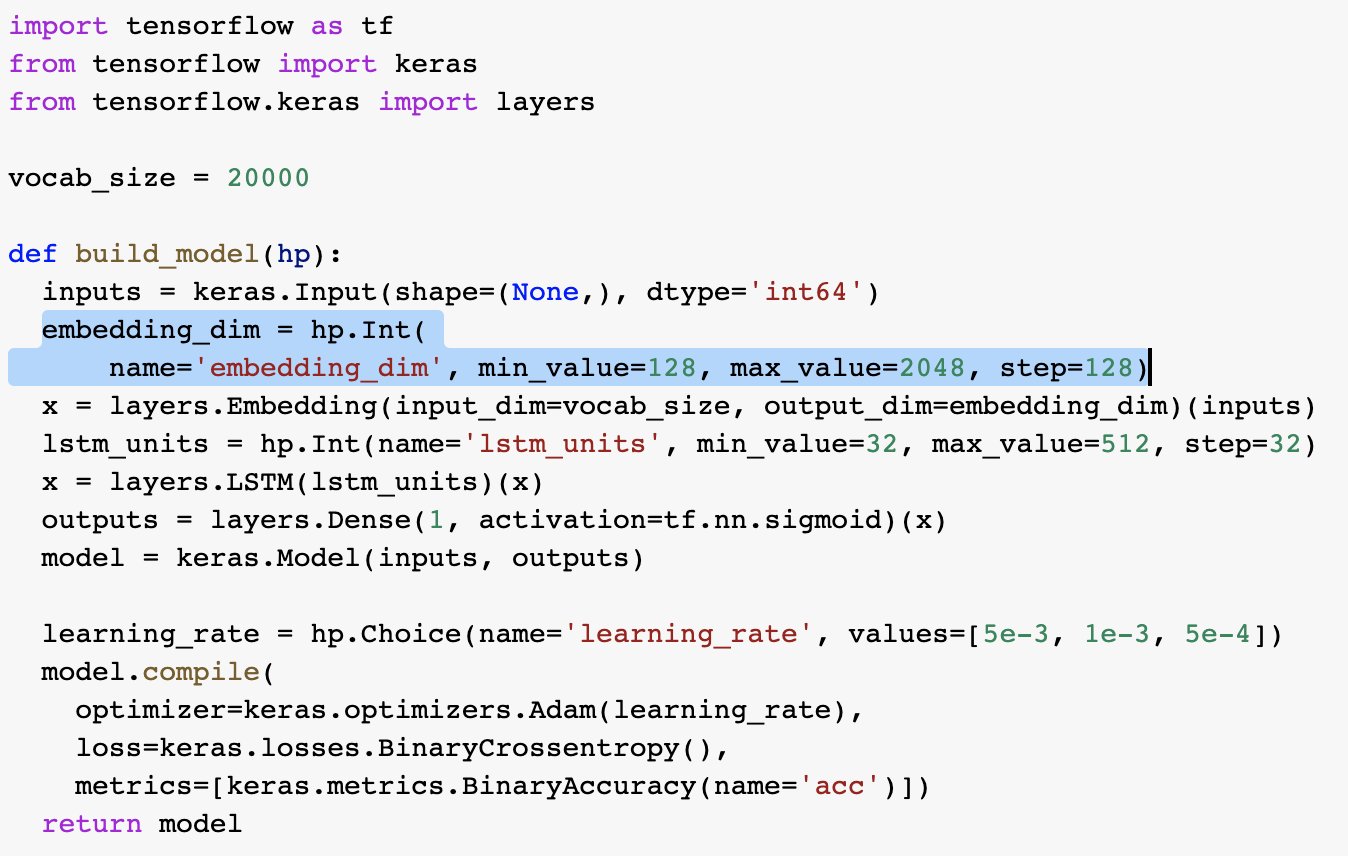 import tensorflow as tf
from tensorflow import keras
from tensorflow.keras import layers

vocab_size = 20000

def build_model(hp):
  inputs = keras.Input(shape=(None,), dtype='int64')
  embedding_dim = hp.Int(
      name='embedding_dim', min_value=128, max_value=2048, step=128)
  x = layers.Embedding(input_dim=vocab_size, output_dim=embedding_dim)(inputs)
  lstm_units = hp.Int(name='lstm_units', min_value=32, max_value=512, step=32)
  x = layers.LSTM(lstm_units)(x)
  outputs = layers.Dense(1, activation=tf.nn.sigmoid)(x)
  model = keras.Model(inputs, outputs)

  learning_rate = hp.Choice(name='learning_rate', values=[5e-3, 1e-3, 5e-4])
  model.compile(
    optimizer=keras.optimizers.Adam(learning_rate),
    loss=keras.losses.BinaryCrossentropy(),
    metrics=[keras.metrics.BinaryAccuracy(name='acc')])
  return model